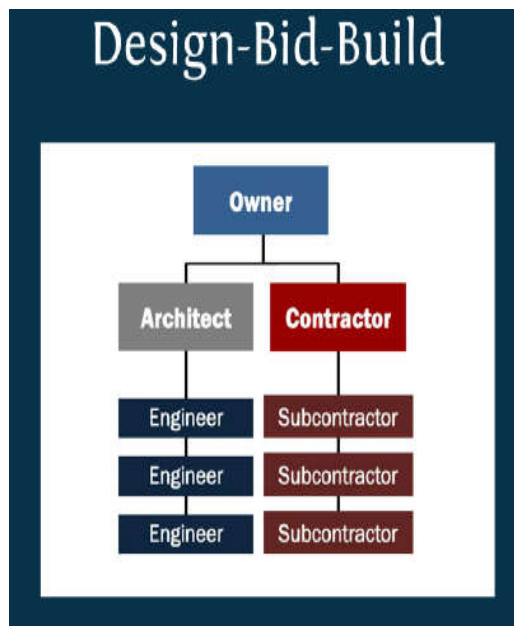 Design-Bid-Build
Owner
Architect
Contractor
Engineer
Subcontractor
Engineer
Subcontractor
Engineer
Subcontractor